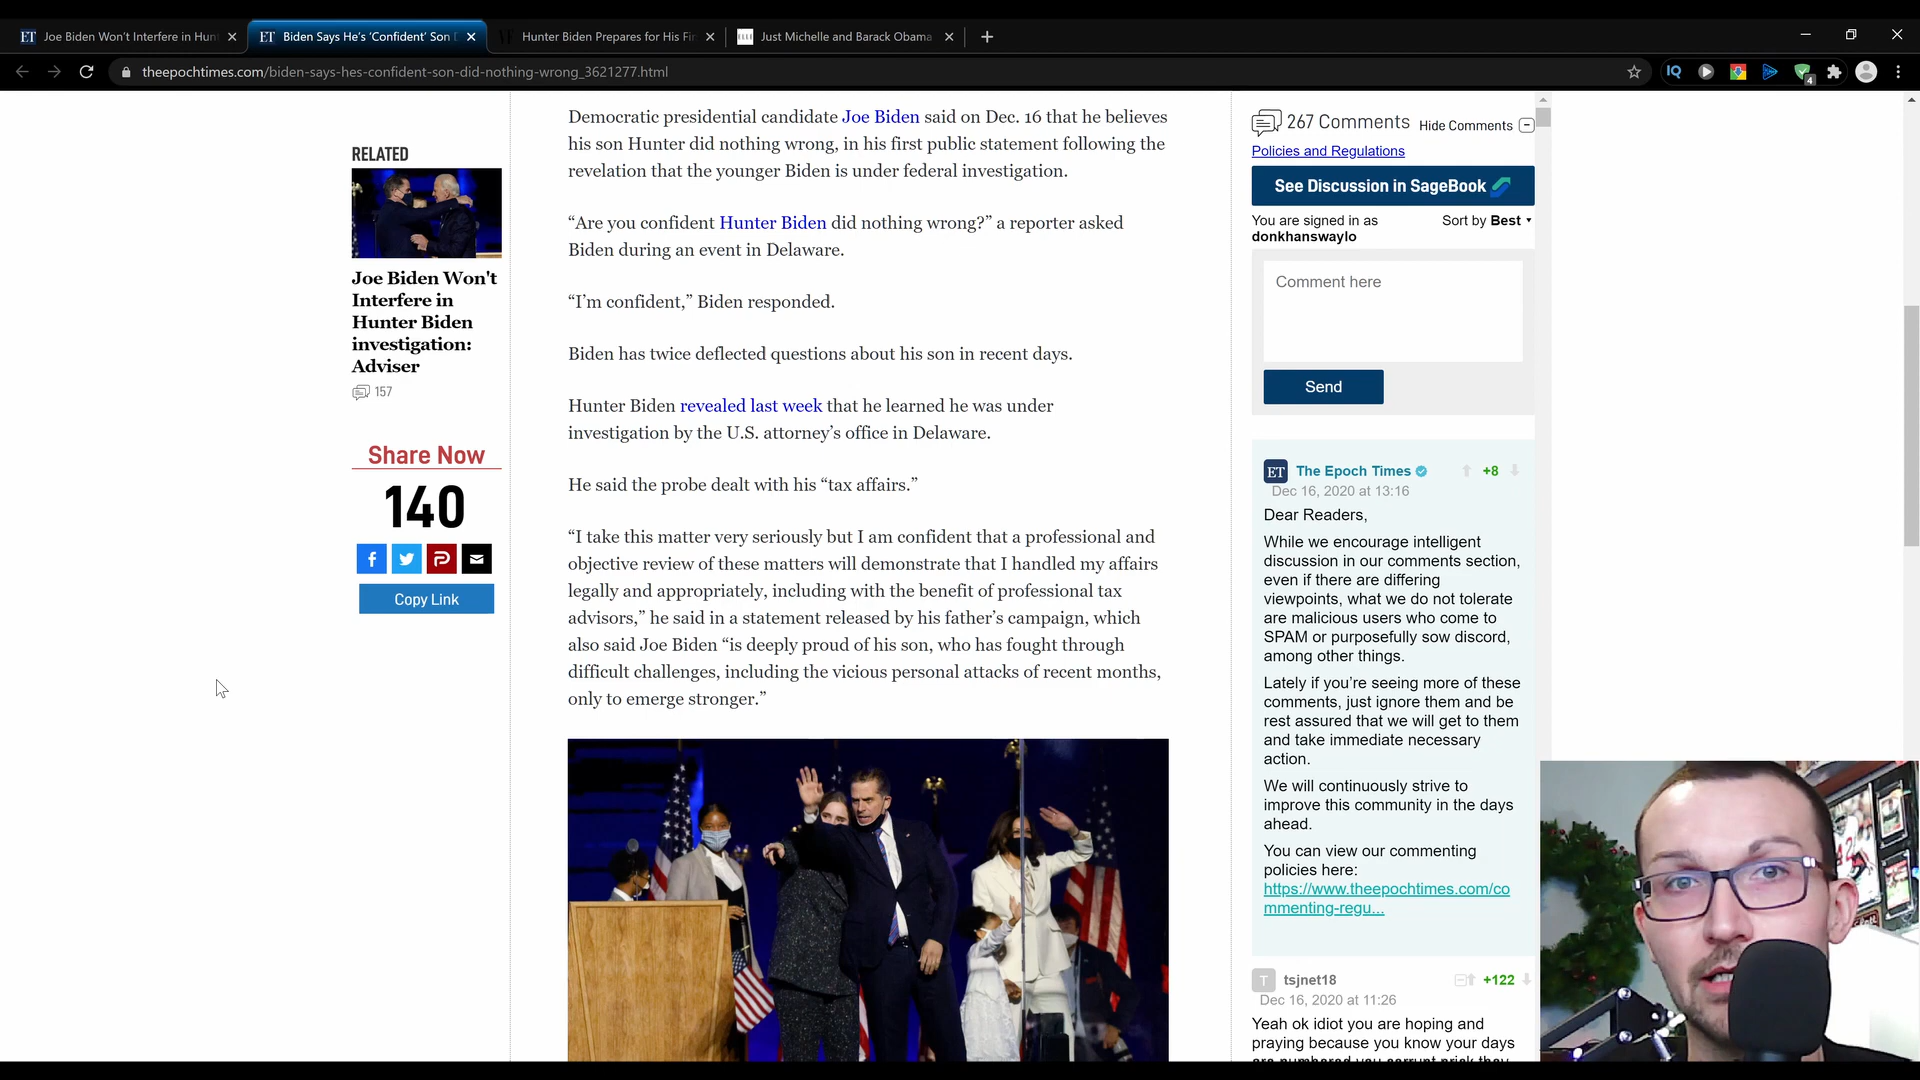 ET Joe Biden Won't Interfere in Hun
ET Biden Says He's 'Confident' Son D
Hunter Biden Prepares for His Fi
Just Michelle and Barack Obama
theepochtimes.com/biden-says-hes-confident-son-did-nothing-wrong_3621277.html
IQ
4
RELATED
Joe Biden Won't
Interfere in
Hunter Biden
investigation:
Adviser
157
Share Now
140
Copy Link
Democratic presidential candidate Joe Biden said on Dec. 16 that he believes
his son Hunter did nothing wrong, in his first public statement following the
revelation that the younger Biden is under federal investigation.
“Are you confident Hunter Biden did nothing wrong?” a reporter asked
Biden during an event in Delaware.
“I’m confident,” Biden responded.
Biden has twice deflected questions about his son in recent days.
Hunter Biden revealed last week that he learned he was under
investigation by the U.S. attorney’s office in Delaware.
He said the probe dealt with his “tax affairs.”
“I take this matter very seriously but I am confident that a professional and
objective review of these matters will demonstrate that I handled my affairs
legally and appropriately, including with the benefit of professional tax
advisors,” he said in a statement released by his father’s campaign, which
also said Joe Biden “is deeply proud of his son, who has fought through
difficult challenges, including the vicious personal attacks of recent months,
only to emerge stronger.”
267 Comments Hide Comments
Policies and Regulations
See Discussion in SageBook
You are signed in as
donkhanswaylo
Sort by Best
Comment here
Send
ET The Epoch Times +8
Dec 16, 2020 at 13:16
Dear Readers,
While we encourage intelligent
discussion in our comments section,
even if there are differing
viewpoints, what we do not tolerate
are malicious users who come to
SPAM or purposefully sow discord,
among other things.
Lately if you’re seeing more of these
comments, just ignore them and be
rest assured that we will get to them
and take immediate necessary
action.
We will continuously strive to
improve this community in the days
ahead.
You can view our commenting
policies here:
https://www.theepochtimes.com/co
mmenting-regu...
T tsjnet18 +122
Dec 16, 2020 at 11:26
Yeah ok idiot you are hoping and
praying because you know your days
are numbered you corrupt prick they